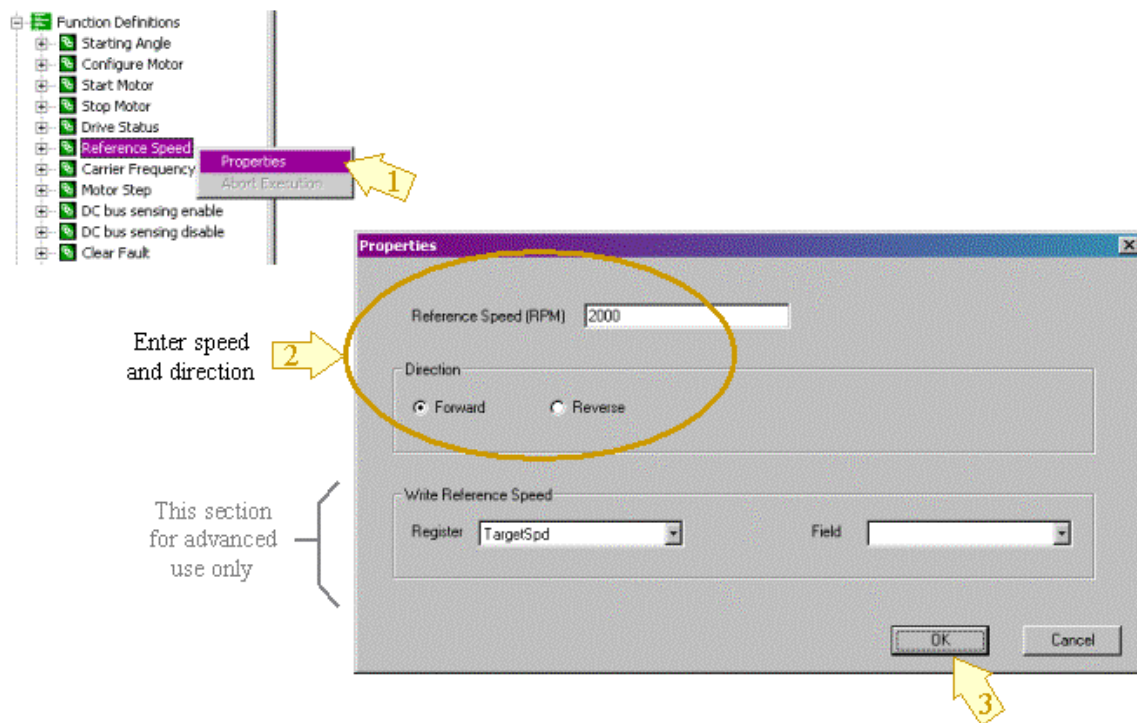 Function Definitions
Starting Angle
Configure Motor
Start Motor
Stop Motor
Drive Status
Reference Speed
Properties
Carrier Frequency
1
Abort Execution
Motor Step
DC bus sensing enable
DC bus sensing disable
Clear Fault
Properties
Reference Speed (RPM) 2000
Enter speed
and direction
2
Direction
Forward Reverse
This section
for advanced
use only
Write Reference Speed
Register TargetSpd Field
OK Cancel
3